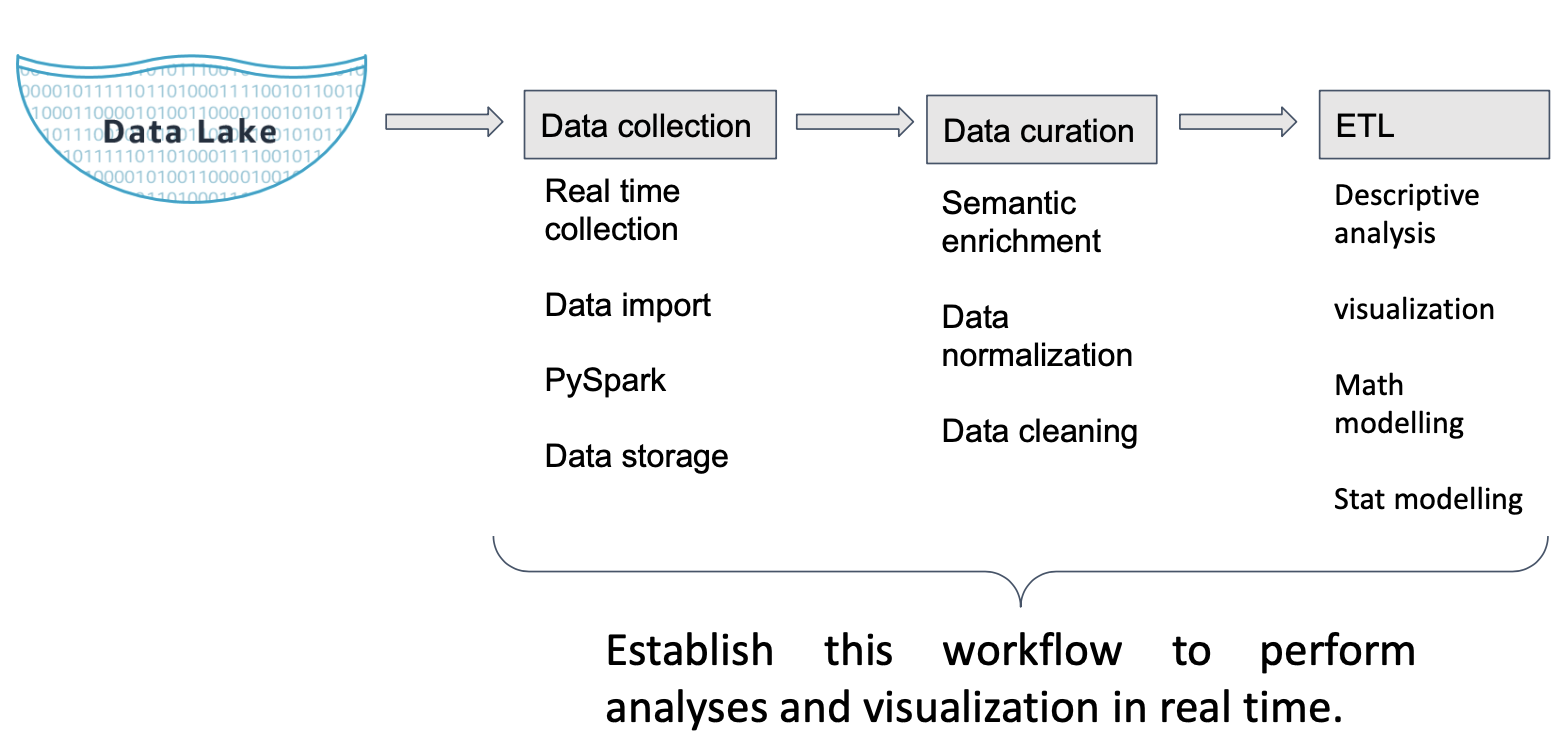 Data Lake
Data collection
Real time
collection
Data import
PySpark
Data storage
Data curation
Semantic
enrichment
Data
normalization
Data cleaning
ETL
Descriptive
analysis
visualization
Math
modelling
Stat modelling
Establish this workflow to perform
analyses and visualization in real time.